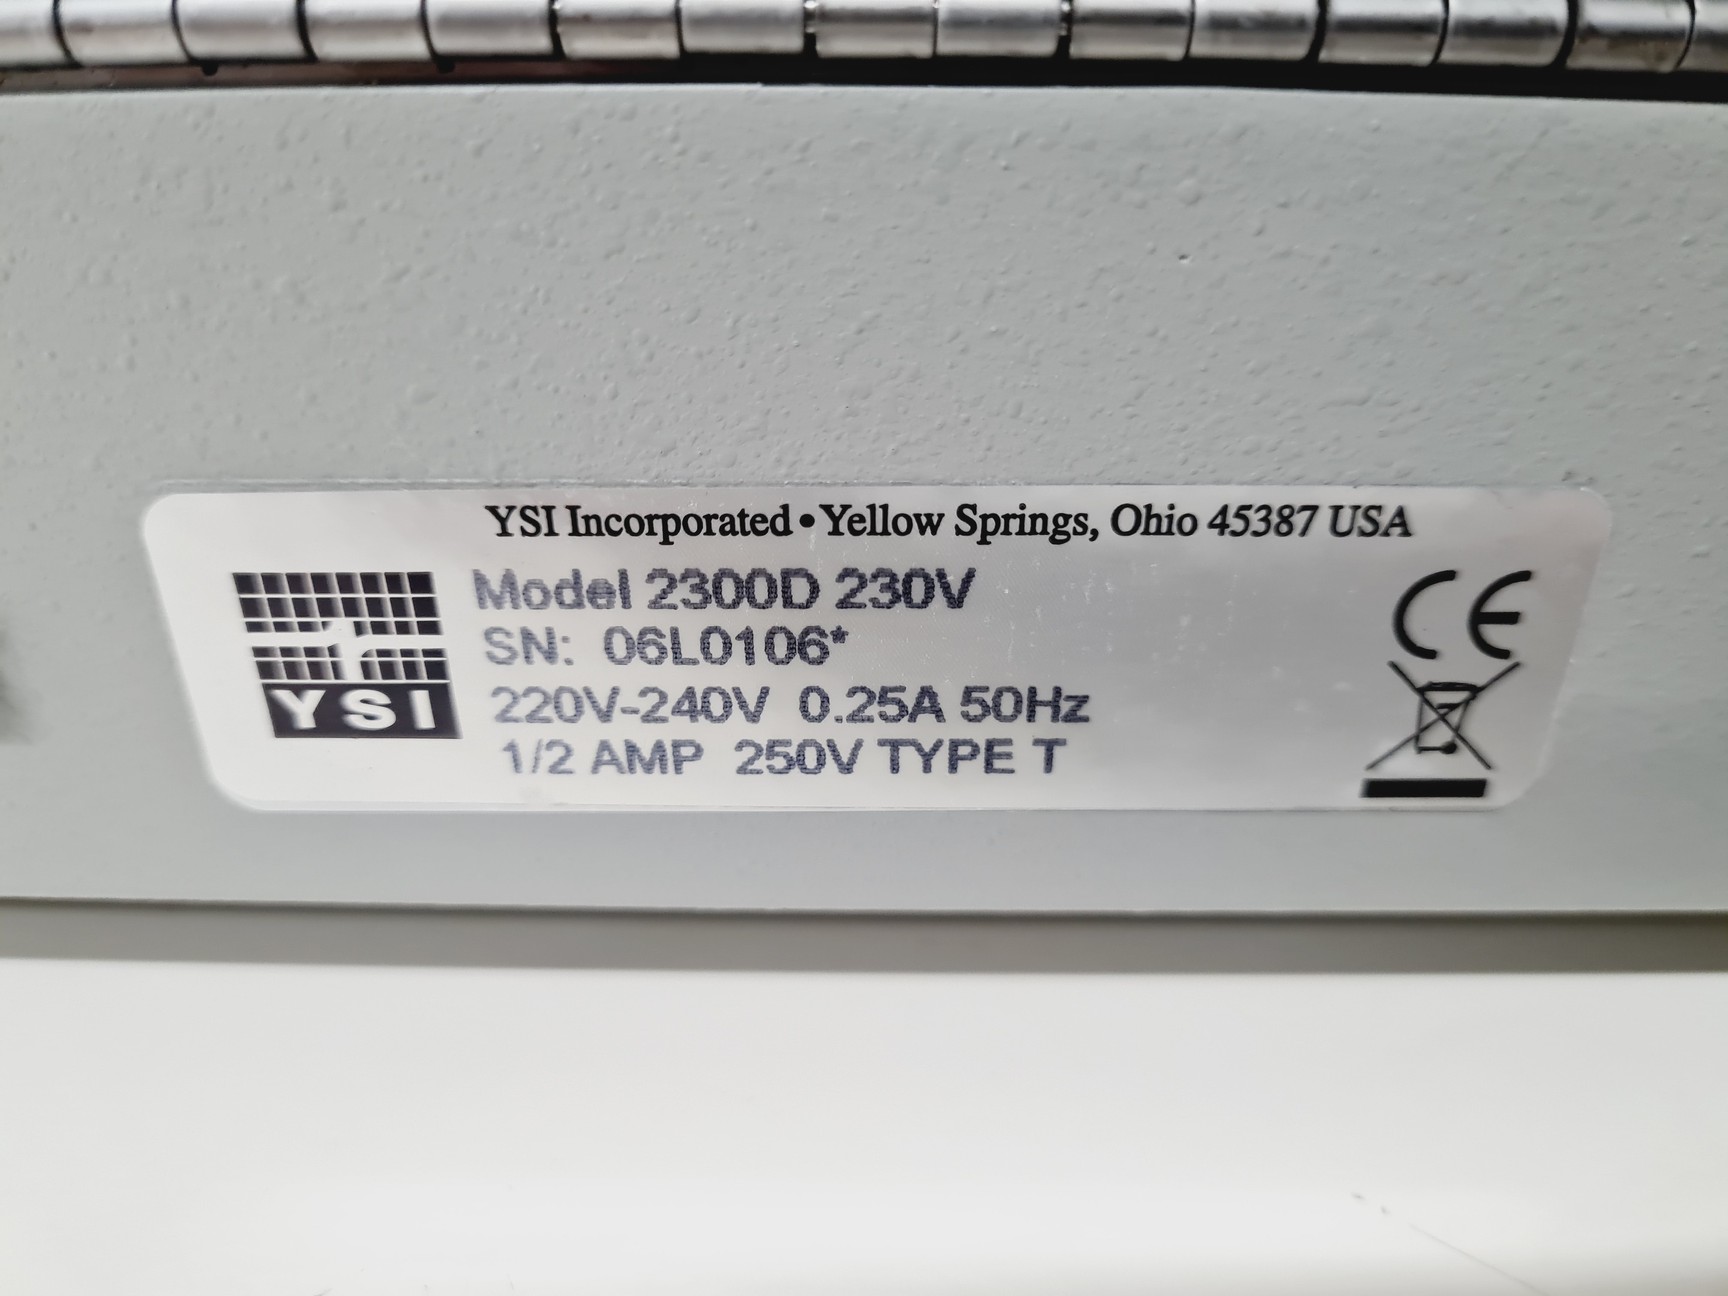 YSI Incorporated • Yellow Springs, Ohio 45387 USA
Model 2300D 230V
SN: 06L0106*
220V-240V 0.25A 50Hz
1/2 AMP 250V TYPE T
YSI
CE